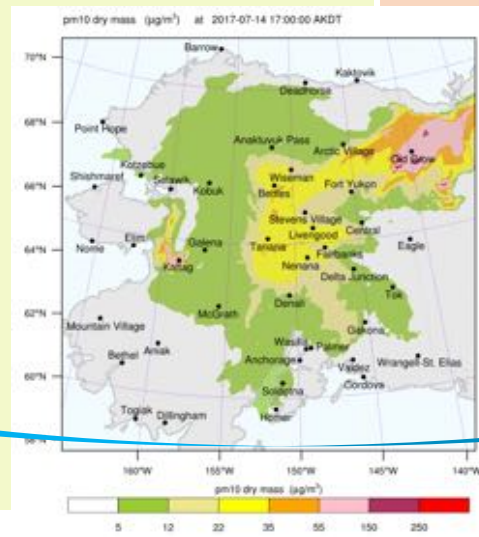 pm10 dry mass (µg/m³) at 2017-07-14 17:00:00 AKDT
Barrow
70°N
Kaktovik
Deadhorse
68°N
Point Hope
Anaktuvuk Pass
Arctic Village
Old Crow
Kotzebue
Shishmaref
Selawik
Wiseman
66°N
Kobuk
Bettles
Fort Yukon
Stevens Village
Central
Elim
Livengood
Nome
Galena
Tanana
Fairbanks
Eagle
64°N
Kaltag
Nenana
Delta Junction
Tok
Denali
62°N
McGrath
Mountain Village
Gakona
Aniak
Wasilla
Palmer
Bethel
Anchorage
Valdez
Wrangell-St. Elias
60°N
Cordova
Soldotna
Togiak
Dillingham
Homer
58°N
160°W 155°W 150°W 145°W 140°W
pm10 dry mass (µg/m³)
5 12 22 35 55 150 250